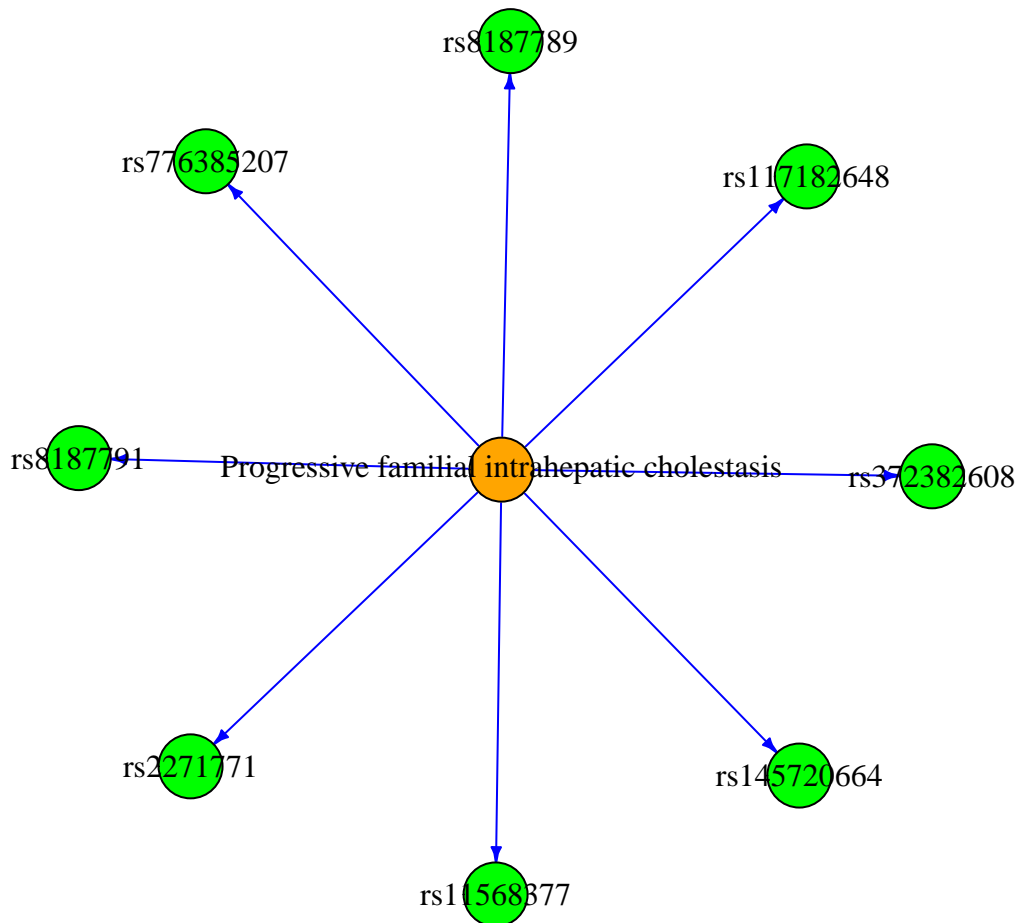 rs8187789
rs776385207
rs117182648
rs8187791
Progressive familial intrahepatic cholestasis
rs372382608
rs2271771
rs145720664
rs11568377